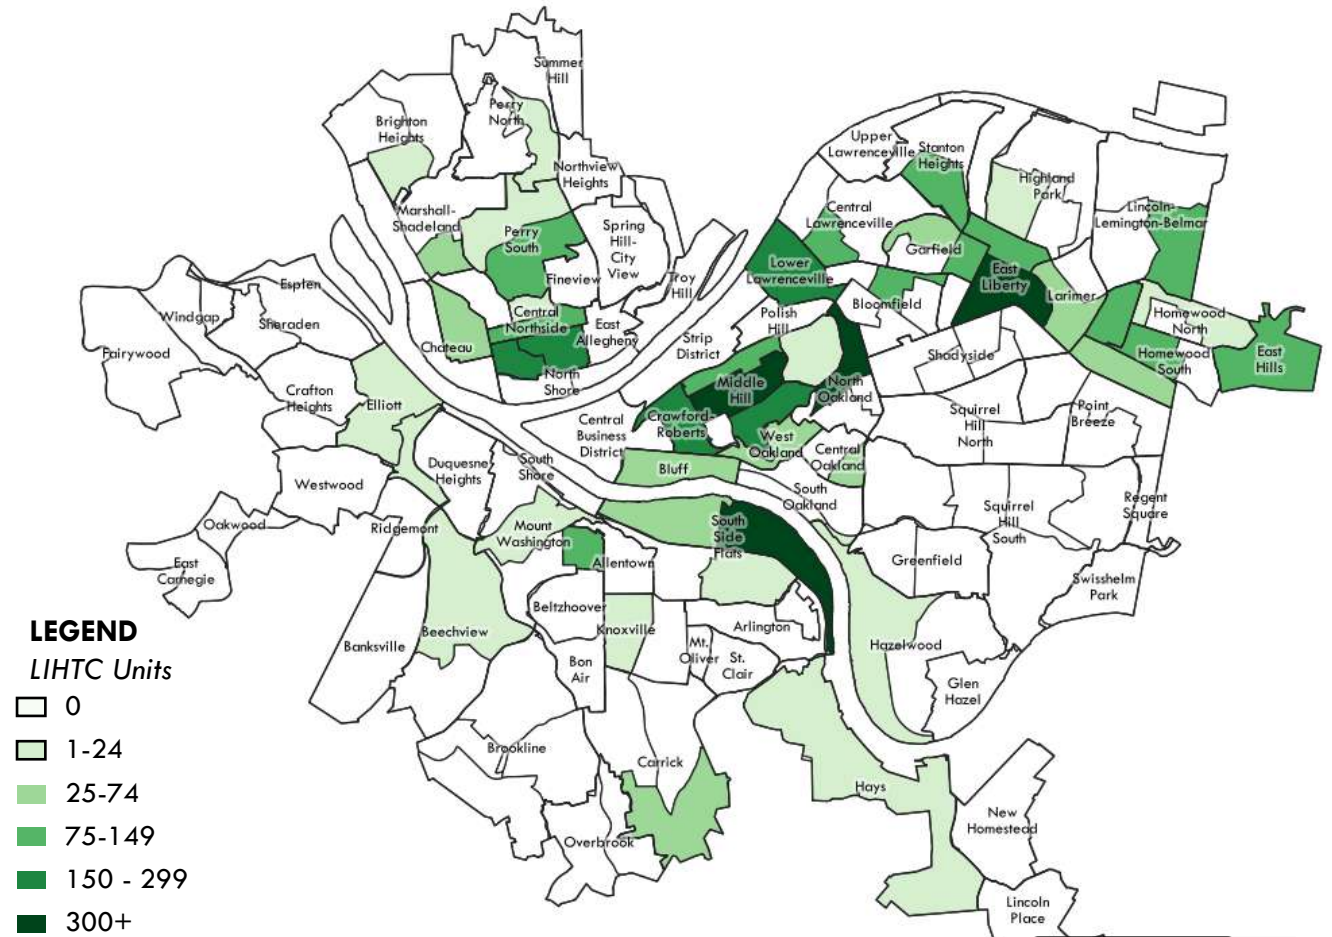 Summer
Hill
Perry
North
Brighton
Heights
Northview
Heights
Marshall-
Shadeland
Perry
South
Spring
Hill-
City
View
Fineview
Troy
Hill
Central
Northside
East
Allegheny
Chateau
North
Shore
Strip
District
Polish
Hill
Upper
Lawrenceville
Stanton
Heights
Highland
Park
Central
Lawrenceville
Lincoln-
Lemington-Belmar
Garfield
Lower
Lawrenceville
East
Liberty
Larimer
Bloomfield
Homewood
North
Shadyside
Homewood
South
East
Hills
Esplen
Windgap
Sheraden
Fairywood
Crafton
Heights
Elliott
Middle
Hill
North
Oakland
Crawford-
Roberts
Central
Business
District
West
Oakland
Central
Oakland
Squirrel
Hill
North
Point
Breeze
Bluff
South
Oakland
Duquesne
Heights
South
Shore
Westwood
Oakwood
Ridgemont
East
Carnegie
Mount
Washington
South
Side
Flats
Allentown
Squirrel
Hill
South
Regent
Square
Greenfield
Swisshelm
Park
Beltzhoover
Knoxville
Arlington
Beechview
Banksville
Mt.
Oliver
St.
Clair
Bon
Air
Hazelwood
Glen
Hazel
Brookline
Carrick
Hays
Overbrook
New
Homestead
Lincoln
Place
LEGEND
LIHTC Units
0
1-24
25-74
75-149
150 - 299
300+